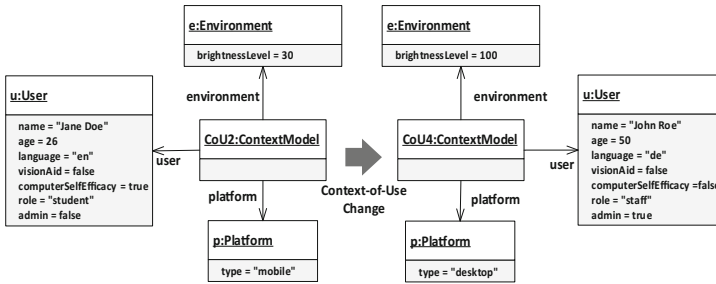 e:Environment
brightnessLevel = 30
environment
u:User
name = "Jane Doe"
age = 26
language = "en"
visionAid = false
computerSelfEfficacy = true
role = "student"
admin = false
user
CoU2:ContextModel
platform
p:Platform
type = "mobile"
Context-of-Use
Change
e:Environment
brightnessLevel = 100
environment
CoU4:ContextModel
user
platform
p:Platform
type = "desktop"
u:User
name = "John Roe"
age = 50
language = "de"
visionAid = false
computerSelfEfficacy =false
role = "staff"
admin = true